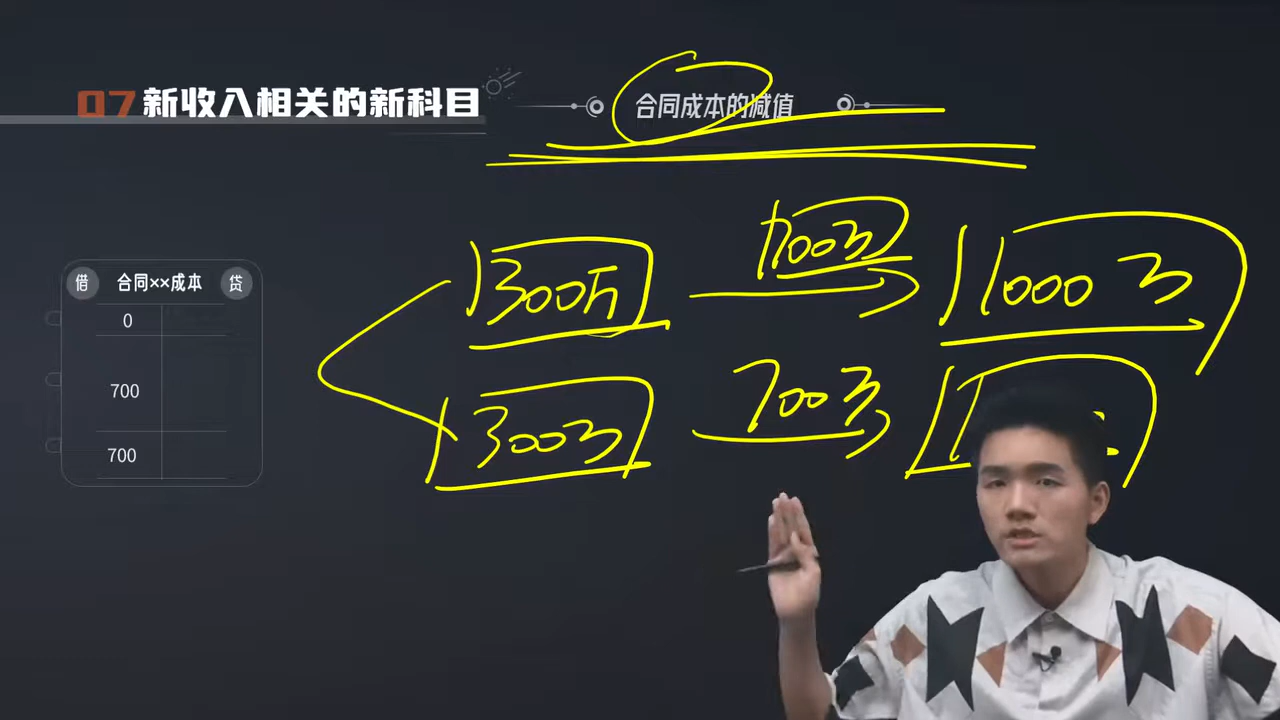 07新收入相关的新科目
合同成本的减值
借 合同××成本 贷
0
700
700
300万 700万 1000万
300万 700万